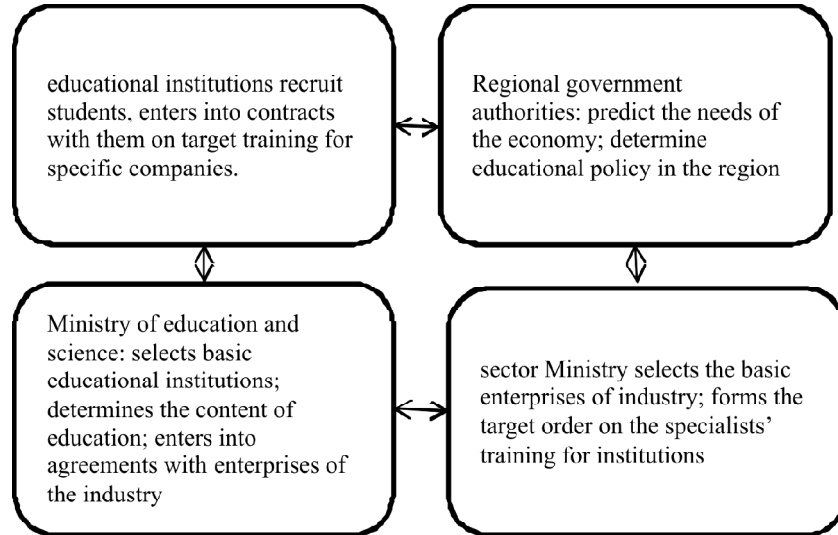 educational institutions recruit
students, enters into contracts
with them on target training for
specific companies.
Regional government
authorities: predict the needs of
the economy; determine
educational policy in the region
Ministry of education and
science: selects basic
educational institutions;
determines the content of
education; enters into
agreements with enterprises of
the industry
sector Ministry selects the basic
enterprises of industry; forms the
target order on the specialists’
training for institutions